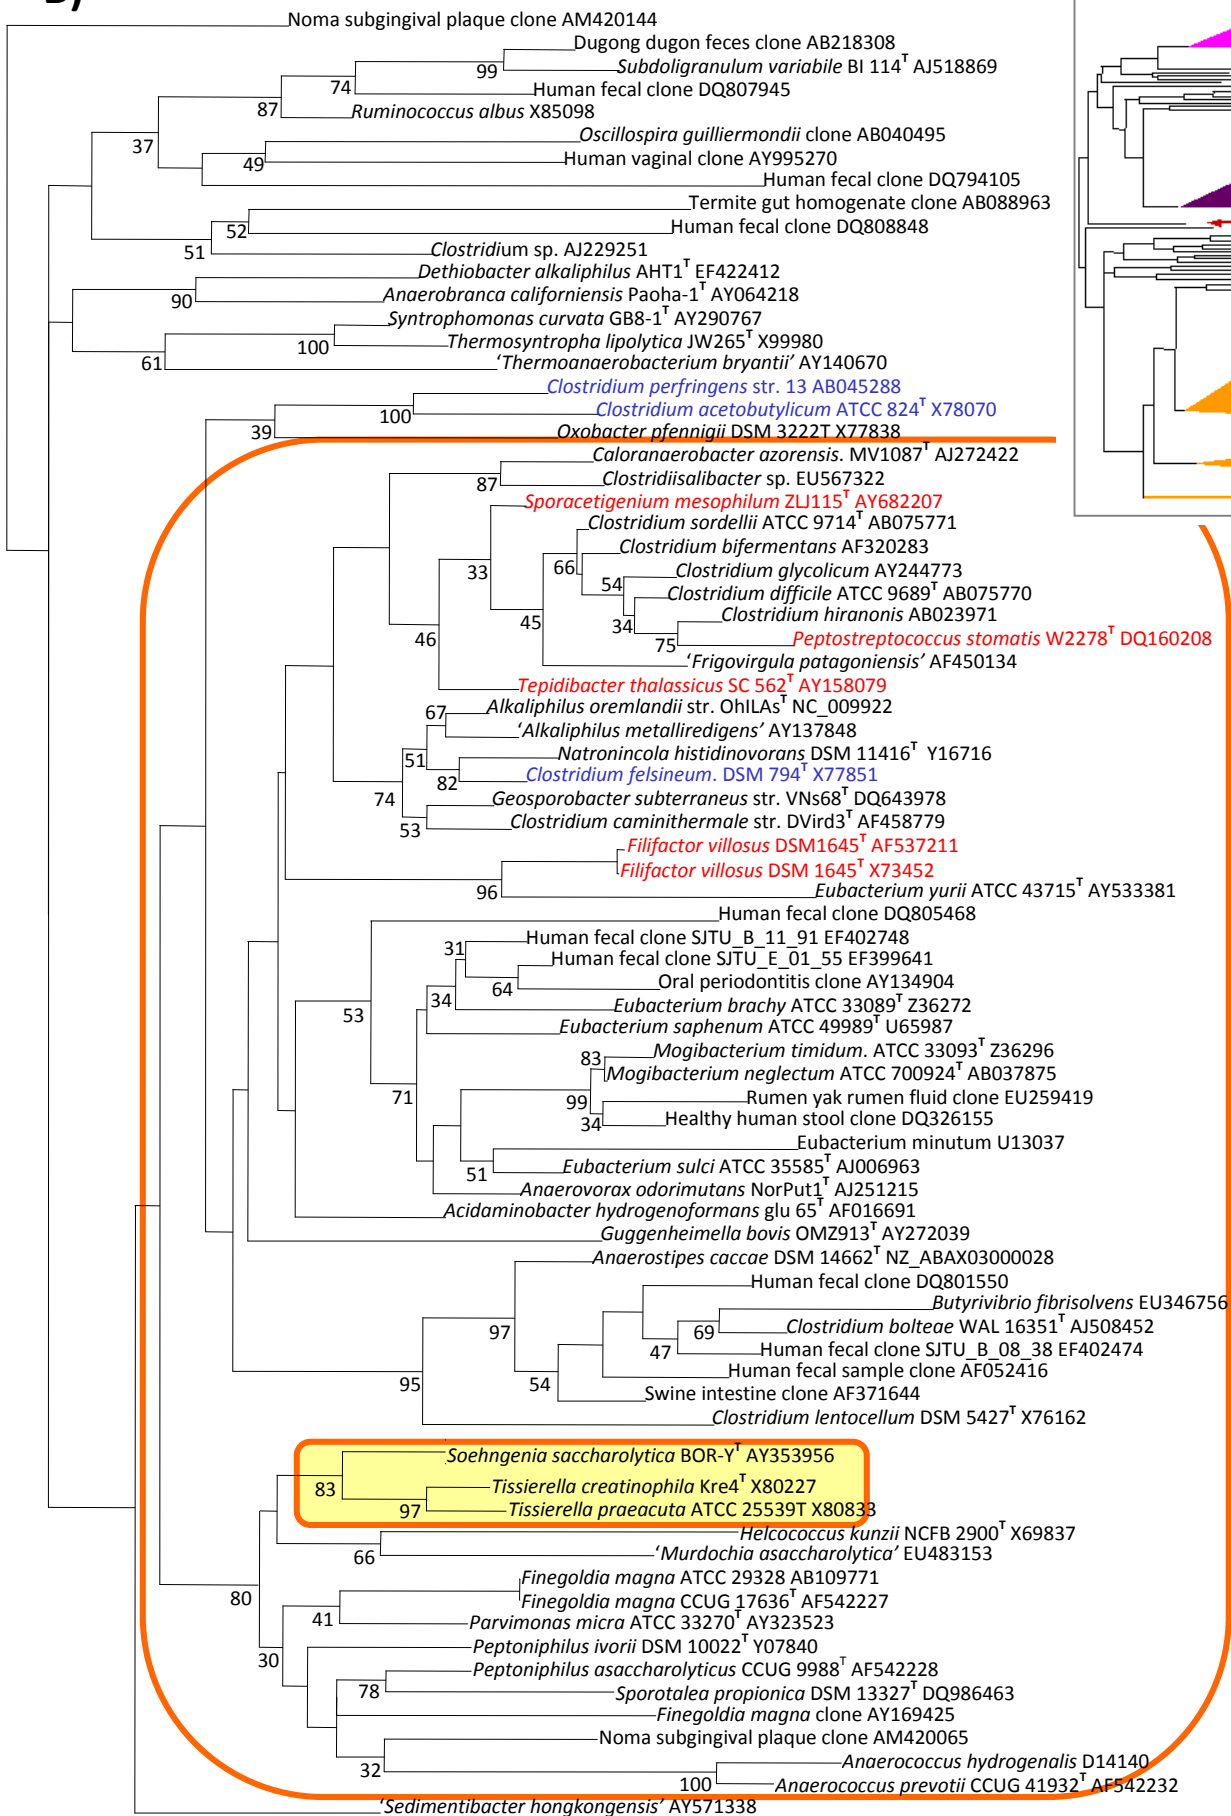 B)
Noma subgingival plaque clone AM420144
Dugong dugon feces clone AB218308
99
Subdoligranulum variabile BI 114T AJ518869
74
Human fecal clone DQ807945
87
Ruminococcus albus X85098
Oscillospira guilliermondii clone AB040495
37
49
Human vaginal clone AY995270
Human fecal clone DQ794105
Termite gut homogenate clone AB088963
52
Human fecal clone DQ808848
51
Clostridium sp. AJ229251
Dethiobacter alkaliphilus AHT1T EF422412
90
Anaerobranca californiensis Paoha-1T AY064218
Syntrophomonas curvata GB8-1T AY290767
100
Thermosyntropha lipolytica JW265T X99980
61
'Thermoanaerobacterium bryantii' AY140670
Clostridium perfringens str. 13 AB045288
100
Clostridium acetobutylicum ATCC 824T X78070
39
Oxobacter pfennigii DSM 3222T X77838
Caloranaerobacter azorensis. MV1087T AJ272422
87
Clostridiisalibacter sp. EU567322
Sporacetigenium mesophilum ZLJ115T AY682207
Clostridium sordellii ATCC 9714T AB075771
Clostridium bifermentans AF320283
33
66
Clostridium glycolicum AY244773
54
Clostridium difficile ATCC 9689T AB075770
Clostridium hiranonis AB023971
45
34
46
75
Peptostreptococcus stomatis W2278T DQ160208
'Frigovirgula patagoniensis' AF450134
Tepidibacter thalassicus SC 562T AY158079
67
Alkaliphilus oremlandii str. OhILAsT NC_009922
'Alkaliphilus metalliredigens' AY137848
51
Natronincola histidinovorans DSM 11416T Y16716
82
Clostridium felsineum. DSM 794T X77851
74
Geosporobacter subterraneus str. VNs68T DQ643978
53
Clostridium caminithermale str. DVird3T AF458779
Filifactor villosus DSM1645T AF537211
Filifactor villosus DSM 1645T X73452
96
Eubacterium yurii ATCC 43715T AY533381
Human fecal clone DQ805468
31
Human fecal clone SJTU_B_11_91 EF402748
Human fecal clone SJTU_E_01_55 EF399641
64
Oral periodontitis clone AY134904
34
53
Eubacterium brachy ATCC 33089T Z36272
Eubacterium saphenum ATCC 49989T U65987
83
Mogibacterium timidum. ATCC 33093T Z36296
Mogibacterium neglectum ATCC 700924T AB037875
71
99
Rumen yak rumen fluid clone EU259419
34
Healthy human stool clone DQ326155
Eubacterium minutum U13037
51
Eubacterium sulci ATCC 35585T AJ006963
Anaerovorax odorimutans NorPut1T AJ251215
Acidaminobacter hydrogenoformans glu 65T AF016691
Guggenheimella bovis OMZ913T AY272039
Anaerostipes caccae DSM 14662T NZ_ABAX03000028
Human fecal clone DQ801550
Butyrivibrio fibrisolvens EU346756
97
69
Clostridium bolteae WAL 16351T AJ508452
47
Human fecal clone SJTU_B_08_38 EF402474
95
54
Human fecal sample clone AF052416
Swine intestine clone AF371644
Clostridium lentocellum DSM 5427T X76162
Soehngenia saccharolytica BOR-YT AY353956
83
Tissierella creatinophila Kre4T X80227
97
Tissierella praeacuta ATCC 25539T X80833
Helcococcus kunzii NCFB 2900T X69837
66
'Murdochia asaccharolytica' EU483153
Finegoldia magna ATCC 29328 AB109771
80
Finegoldia magna CCUG 17636T AF542227
41
Parvimonas micra ATCC 33270T AY323523
30
Peptoniphilus ivorii DSM 10022T Y07840
Peptoniphilus asaccharolyticus CCUG 9988T AF542228
78
Sporotalea propionica DSM 13327T DQ986463
Finegoldia magna clone AY169425
Noma subgingival plaque clone AM420065
32
Anaerococcus hydrogenalis D14140
100
Anaerococcus prevotii CCUG 41932T AF542232
'Sedimentibacter hongkongensis' AY571338